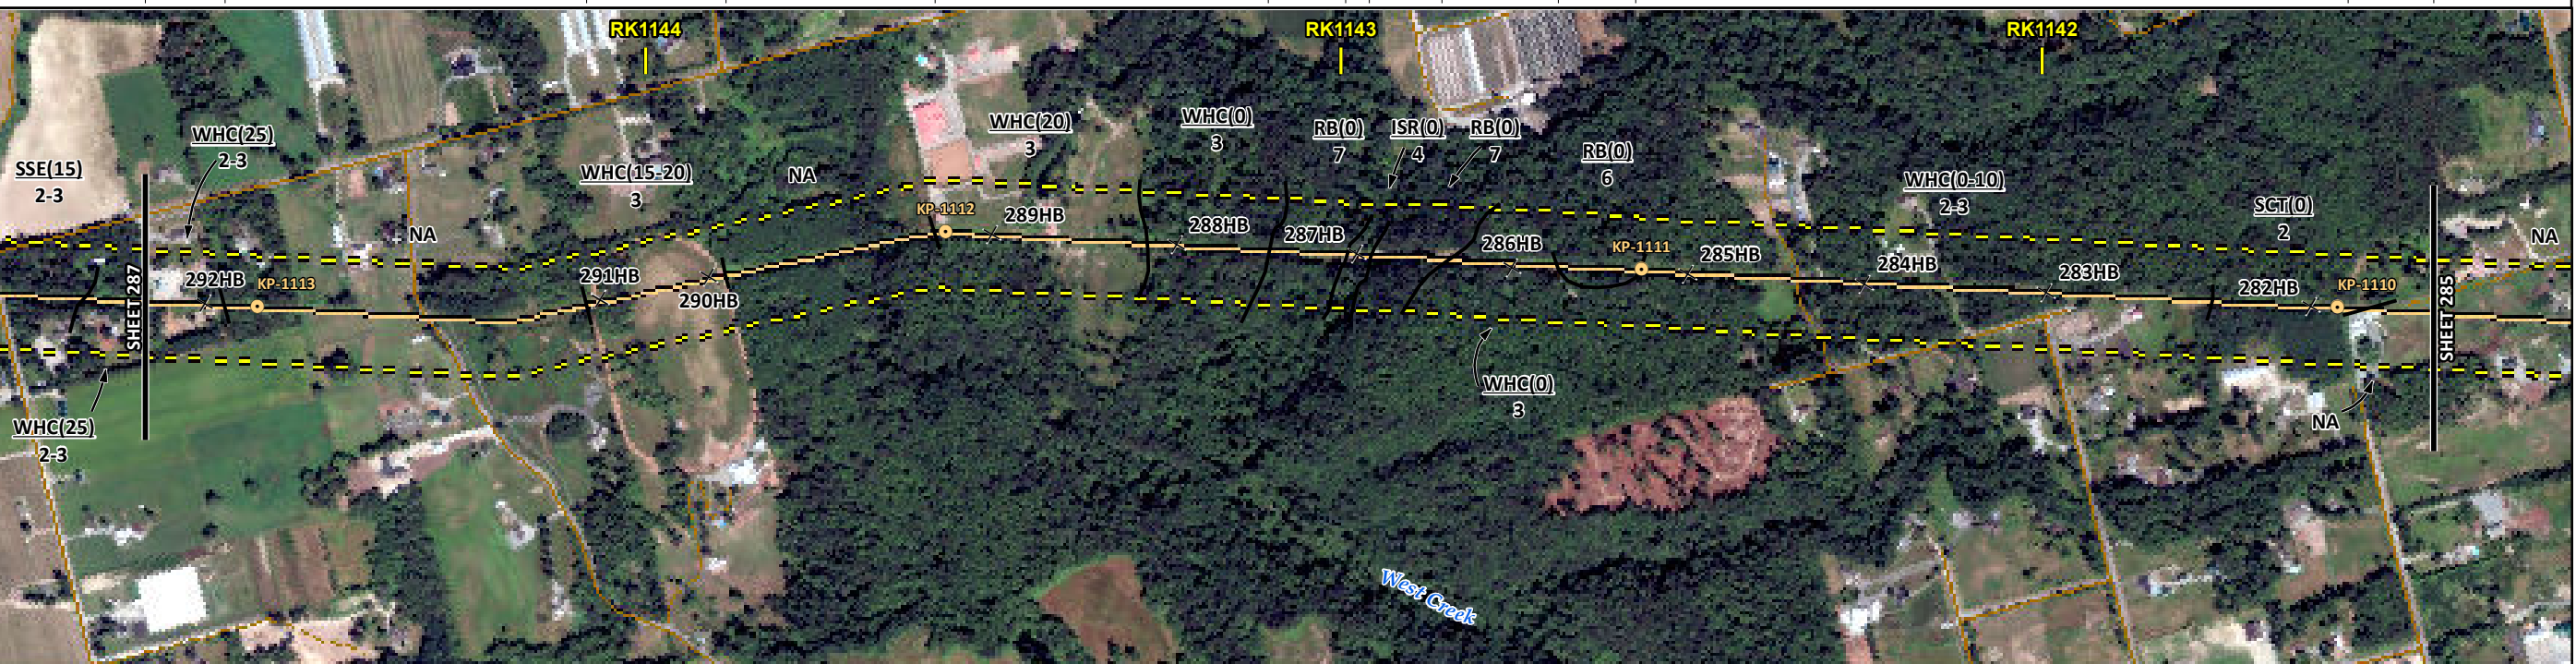 RK1144
RK1143
RK1142
WHC(25)
2-3
SSE(15)
2-3
WHC(15-20)
3
NA
NA
WHC(20)
3
WHC(0)
3
RB(0)
7
ISR(0)
4
RB(0)
7
RB(0)
6
WHC(0-10)
2-3
SCT(0)
2
NA
292HB
KP-1113
291HB
290HB
KP-1112
289HB
288HB
287HB
286HB
KP-1111
285HB
284HB
283HB
282HB
KP-1110
SHEET 287
SHEET 285
WHC(25)
2-3
WHC(0)
3
NA
West Creek